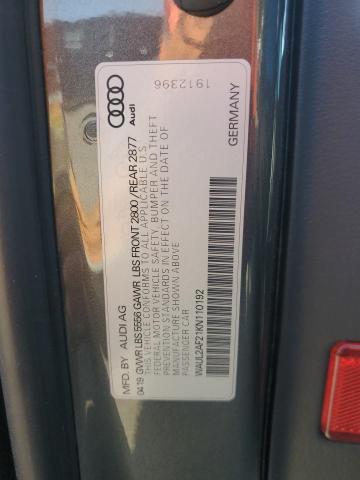 Audi
1912396
MFD. BY AUDI AG
04.19 GVWR LBS 5556 GAWR LBS FRONT 2800 / REAR 2877
THIS VEHICLE CONFORMS TO ALL APPLICABLE U.S.
FEDERAL MOTOR VEHICLE SAFETY, BUMPER AND THEFT
PREVENTION STANDARDS IN EFFECT ON THE DATE OF
MANUFACTURE SHOWN ABOVE
PASSENGER CAR
WAUL2AF21KN110192
GERMANY